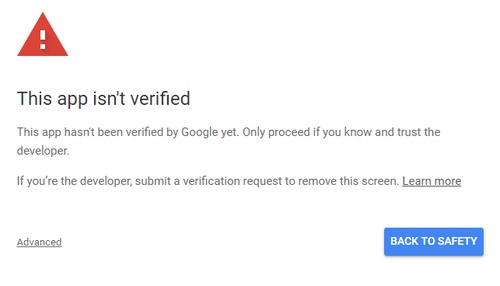 This app isn't verified
This app hasn't been verified by Google yet. Only proceed if you know and trust the
developer.
If you're the developer, submit a verification request to remove this screen. Learn more
Advanced
BACK TO SAFETY